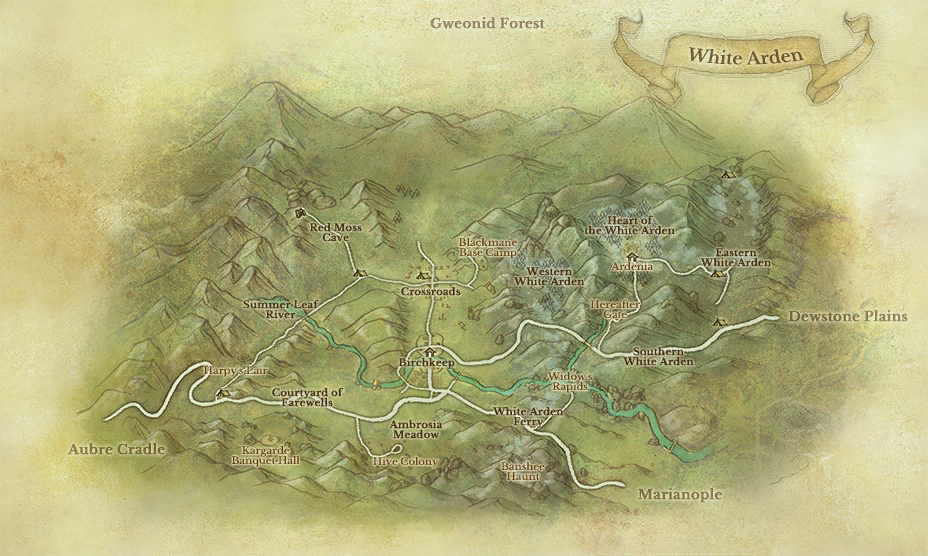 Gweonid Forest
White Arden
Red Moss
Cave
Blackmane
Base Camp
Heart of
the White Arden
Ardenia
Eastern
White Arden
Western
White Arden
Crossroads
Summer Leaf
River
Hereafter
Gate
Dewstone Plains
Southern
White Arden
Birchkeep
Harpy's Lair
Widow's
Rapids
Courtyard of
Farewells
White Arden
Ferry
Ambrosia
Meadow
Aubre Cradle
Kargarde
Banquet Hall
Hive Colony
Banshee
Haunt
Marianople